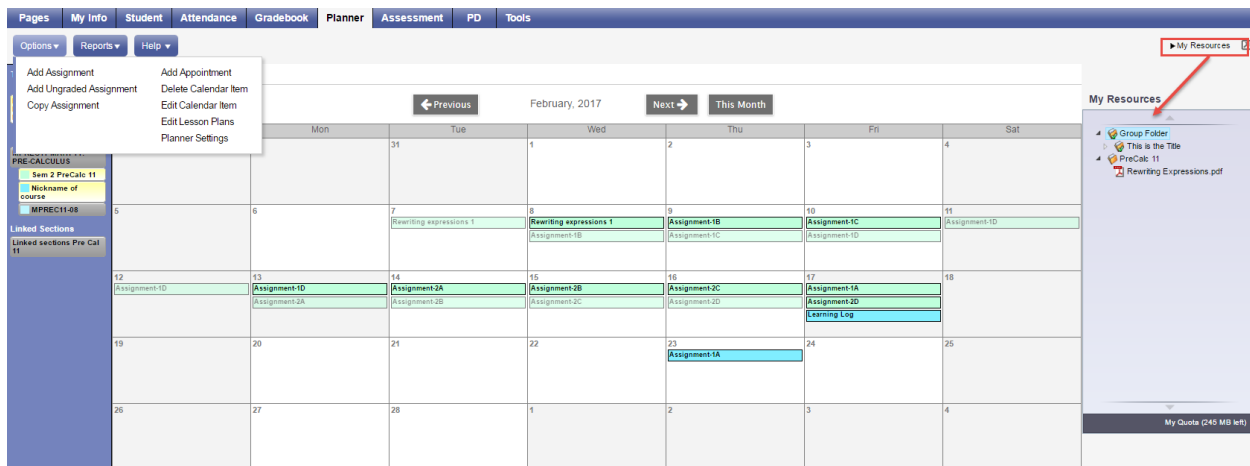 Pages My Info Student Attendance Gradebook Planner Assessment PD Tools
Options Reports Help
My Resources
Add Assignment Add Appointment
Add Ungraded Assignment Delete Calendar Item
Copy Assignment Edit Calendar Item
Edit Lesson Plans
Planner Settings
Previous February, 2017 Next This Month
My Resources
Mon Tue Wed Thu Fri Sat
Group Folder
This is the Title
PreCalc 11
Rewriting Expressions.pdf
PRE-CALCULUS
Sem 2 PreCalc 11
Nickname of
course
MPREC11-08
Linked Sections
Linked sections Pre Cal
11
31 1 2 3 4
5 6 7 8 9 10 11
Rewriting expressions 1 Rewriting expressions 1 Assignment-1B Assignment-1C Assignment-1D
Assignment-1B Assignment-1C Assignment-1D
12 13 14 15 16 17 18
Assignment-1D Assignment-1D Assignment-2A Assignment-2B Assignment-2C Assignment-1A
Assignment-2A Assignment-2B Assignment-2C Assignment-2D Assignment-2D
Learning Log
19 20 21 22 23 24 25
Assignment-1A
26 27 28 1 2 3 4
My Quota (245 MB left)